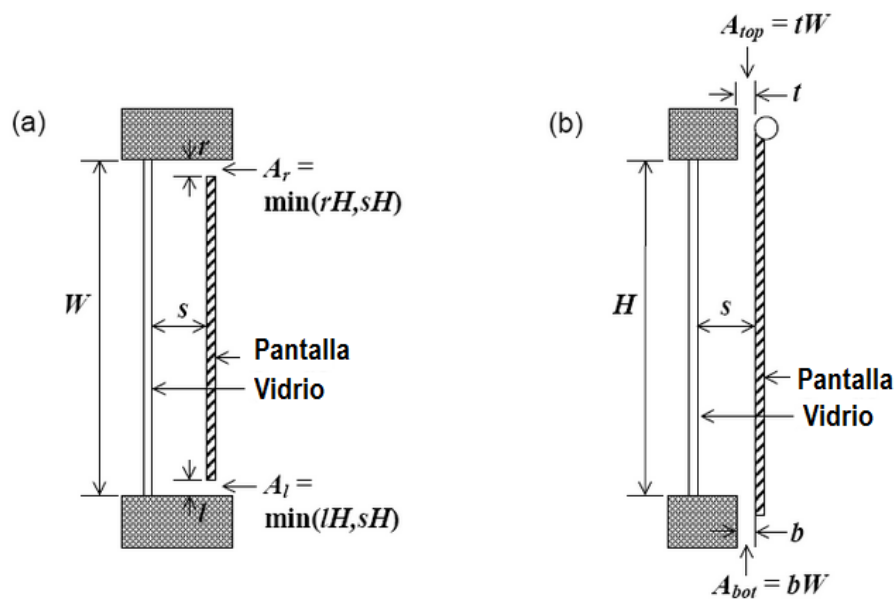 (a)
r
A_r =
min(rH,sH)
W
s
Pantalla
Vidrio
A_l =
l
min(lH,sH)
A_top = tW
t
(b)
H
s
Pantalla
Vidrio
b
A_bot = bW